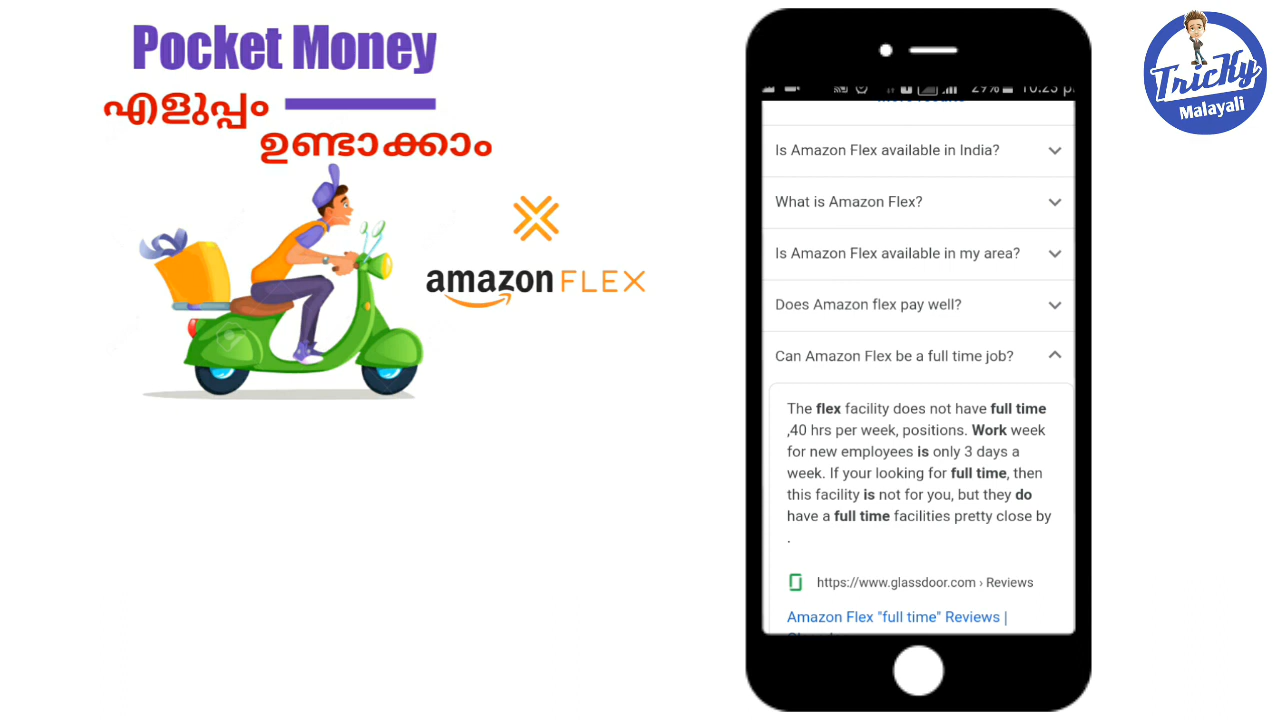 Pocket Money
എളുപ്പം
ഉണ്ടാക്കാം
amazon FLEX
Tricky
Malayali
29%
Is Amazon Flex available in India?
What is Amazon Flex?
Is Amazon Flex available in my area?
Does Amazon flex pay well?
Can Amazon Flex be a full time job?
The flex facility does not have full time
,40 hrs per week, positions. Work week
for new employees is only 3 days a
week. If your looking for full time, then
this facility is not for you, but they do
have a full time facilities pretty close by
.
https://www.glassdoor.com › Reviews
Amazon Flex "full time" Reviews |